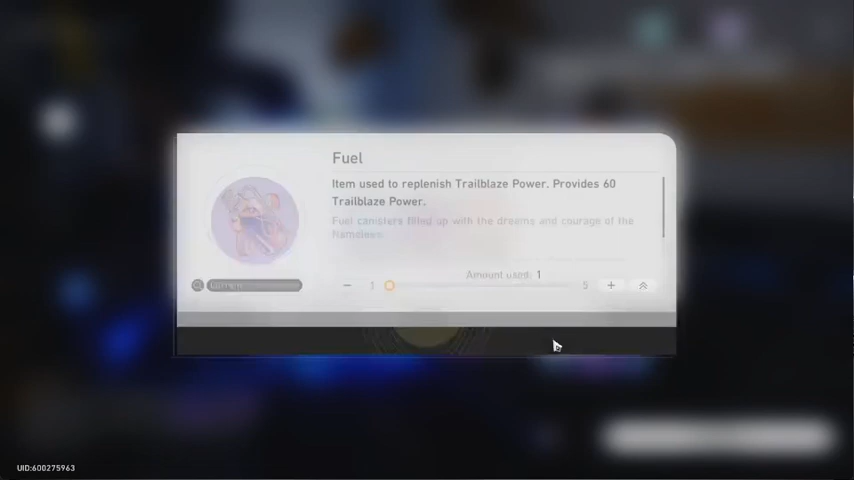 Fuel
Item used to replenish Trailblaze Power. Provides 60
Trailblaze Power.
Fuel canisters filled up with the dreams and courage of the
Nameless.
Amount used: 1
1
5
UID:600275963